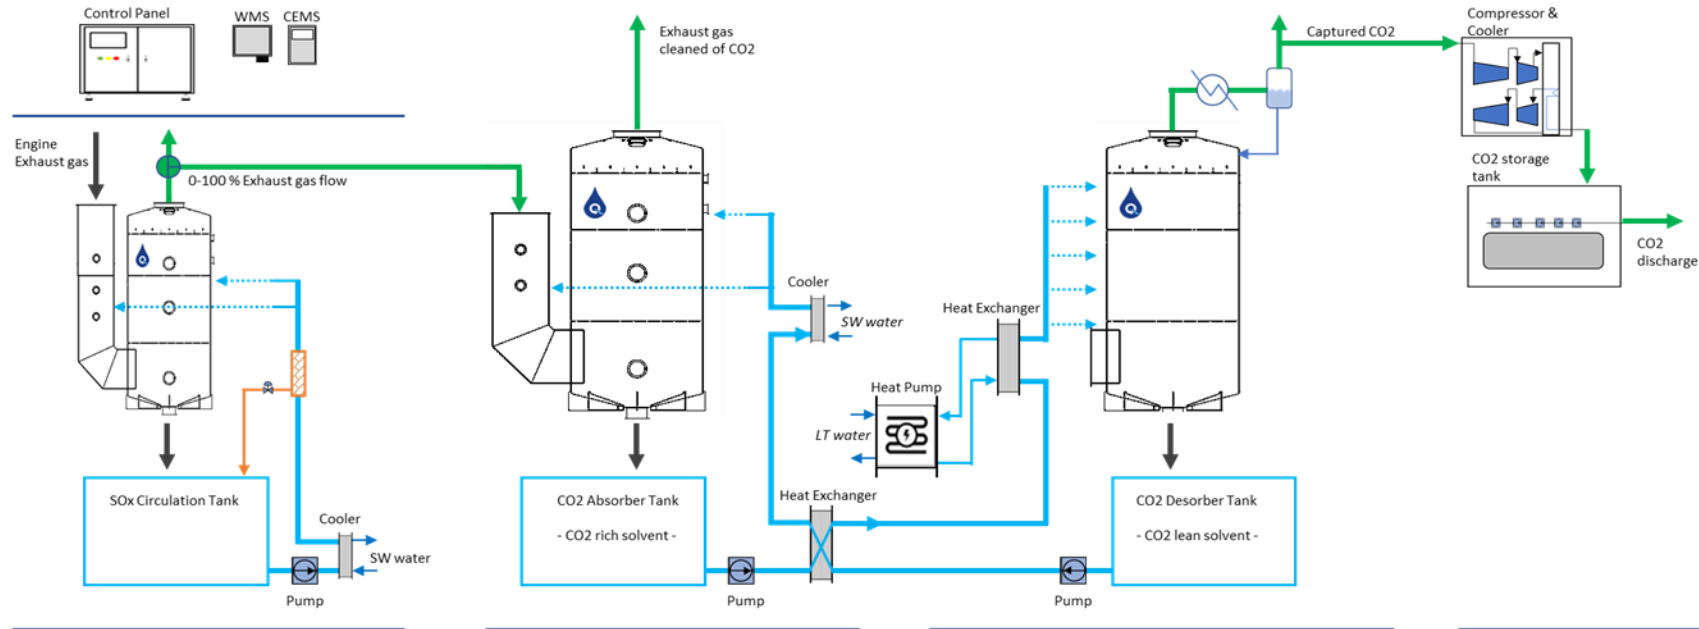 Control Panel
WMS
CEMS
Engine
Exhaust gas
0-100 % Exhaust gas flow
Exhaust gas
cleaned of CO2
Captured CO2
Compressor &
Cooler
CO2 storage
tank
CO2
discharge
Cooler
SW water
Heat Exchanger
Heat Pump
LT water
SOx Circulation Tank
Cooler
SW water
Pump
CO2 Absorber Tank
- CO2 rich solvent -
Heat Exchanger
Pump
CO2 Desorber Tank
- CO2 lean solvent -
Pump